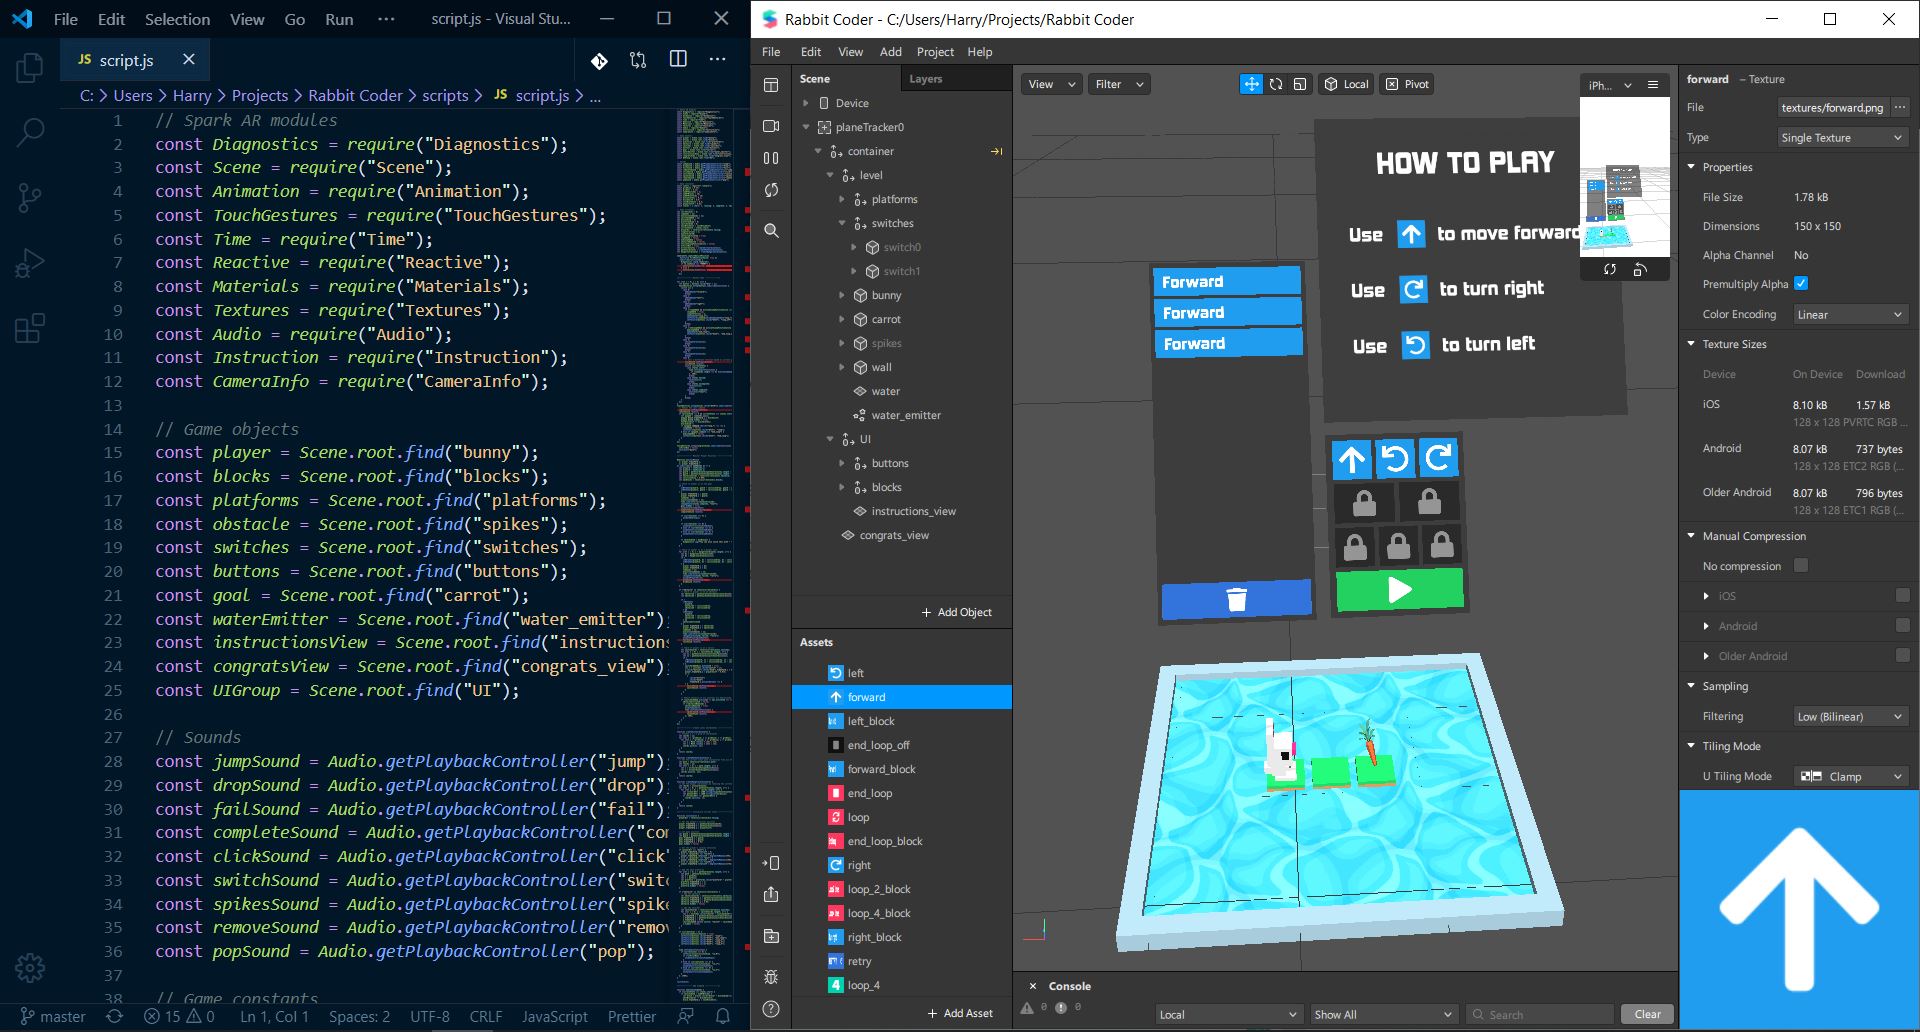 File Edit Selection View Go Run ··· script.js - Visual Stu...
JS script.js
C: > Users > Harry > Projects > Rabbit Coder > scripts > JS script.js > ...
1 // Spark AR modules
2 const Diagnostics = require("Diagnostics");
3 const Scene = require("Scene");
4 const Animation = require("Animation");
5 const TouchGestures = require("TouchGestures");
6 const Time = require("Time");
7 const Reactive = require("Reactive");
8 const Materials = require("Materials");
9 const Textures = require("Textures");
10 const Audio = require("Audio");
11 const Instruction = require("Instruction");
12 const CameraInfo = require("CameraInfo");
13
14 // Game objects
15 const player = Scene.root.find("bunny");
16 const blocks = Scene.root.find("blocks");
17 const platforms = Scene.root.find("platforms");
18 const obstacle = Scene.root.find("spikes");
19 const switches = Scene.root.find("switches");
20 const buttons = Scene.root.find("buttons");
21 const goal = Scene.root.find("carrot");
22 const waterEmitter = Scene.root.find("water_emitter");
23 const instructionsView = Scene.root.find("instructions
24 const congratsView = Scene.root.find("congrats_view");
25 const UIGroup = Scene.root.find("UI");
26
27 // Sounds
28 const jumpSound = Audio.getPlaybackController("jump");
29 const dropSound = Audio.getPlaybackController("drop");
30 const failSound = Audio.getPlaybackController("fail");
31 const completeSound = Audio.getPlaybackController("com
32 const clickSound = Audio.getPlaybackController("click"
33 const switchSound = Audio.getPlaybackController("switc
34 const spikesSound = Audio.getPlaybackController("spike
35 const removeSound = Audio.getPlaybackController("remov
36 const popSound = Audio.getPlaybackController("pop");
37
38 // Game constants
master 15 0 Ln 1, Col 1 Spaces: 2 UTF-8 CRLF JavaScript Prettier
Rabbit Coder - C:/Users/Harry/Projects/Rabbit Coder
File Edit View Add Project Help
Scene Layers
Device
planeTracker0
container
level
platforms
switches
switch0
switch1
bunny
carrot
spikes
wall
water
water_emitter
UI
buttons
blocks
instructions_view
congrats_view
+ Add Object
Assets
left
forward
left_block
end_loop_off
forward_block
end_loop
loop
end_loop_block
right
loop_2_block
loop_4_block
right_block
retry
4 loop_4
+ Add Asset
View Filter Local Pivot
iPh...
HOW TO PLAY
Use to move forward
Use to turn right
Use to turn left
Forward
Forward
Forward
Console
0 0 Local Show All Search Clear
forward – Texture
File textures/forward.png ...
Type Single Texture
Properties
File Size 1.78 kB
Dimensions 150 x 150
Alpha Channel No
Premultiply Alpha
Color Encoding Linear
Texture Sizes
Device On Device Download
iOS 8.10 kB 1.57 kB
128 x 128 PVRTC RGB ...
Android 8.07 kB 737 bytes
128 x 128 ETC2 RGB (...
Older Android 8.07 kB 796 bytes
128 x 128 ETC1 RGB (...
Manual Compression
No compression
iOS
Android
Older Android
Sampling
Filtering Low (Bilinear)
Tiling Mode
U Tiling Mode Clamp